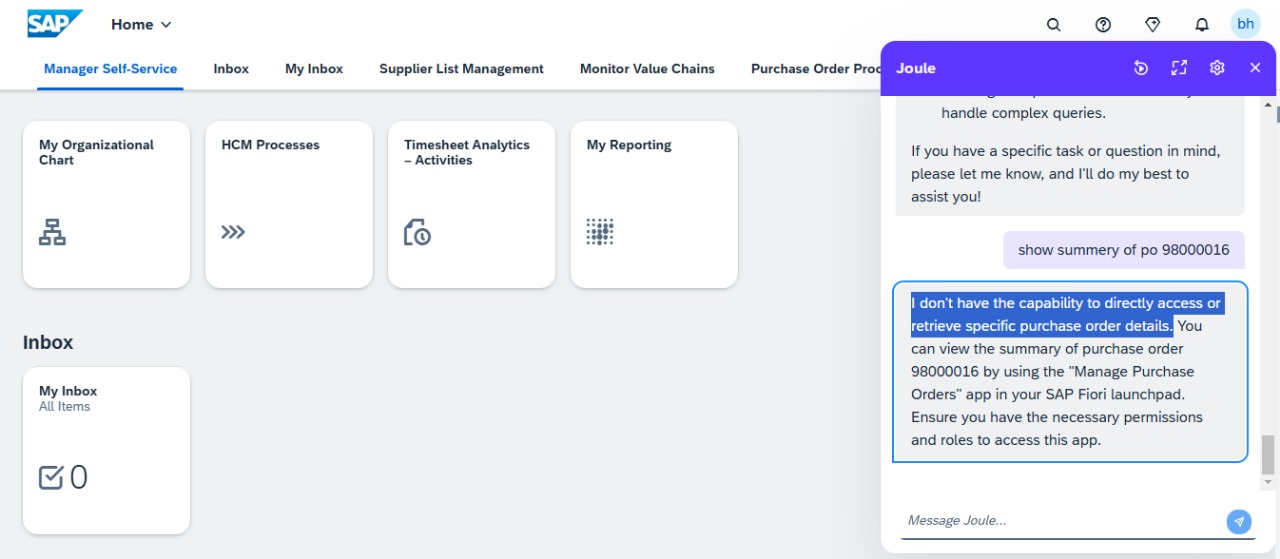 SAP
Home
bh
Manager Self-Service
Inbox
My Inbox
Supplier List Management
Monitor Value Chains
Purchase Order
Joule
My Organizational
Chart
HCM Processes
Timesheet Analytics
– Activities
My Reporting
Inbox
My Inbox
All Items
0
handle complex queries.
If you have a specific task or question in mind,
please let me know, and I'll do my best to
assist you!
show summery of po 98000016
I don't have the capability to directly access or
retrieve specific purchase order details. You
can view the summary of purchase order
98000016 by using the "Manage Purchase
Orders" app in your SAP Fiori launchpad.
Ensure you have the necessary permissions
and roles to access this app.
Message Joule...